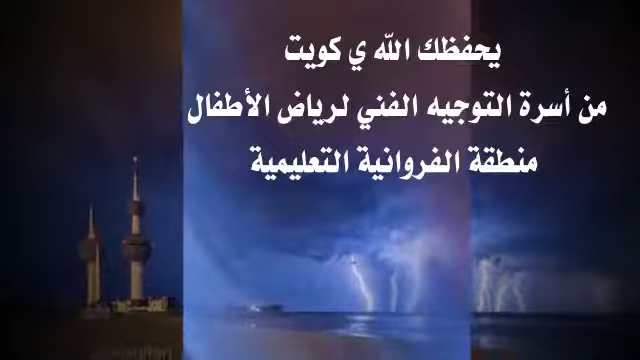 يحفظك الله ي كويت
من أسرة التوجيه الفني لرياض الأطفال
منطقة الفروانية التعليمية